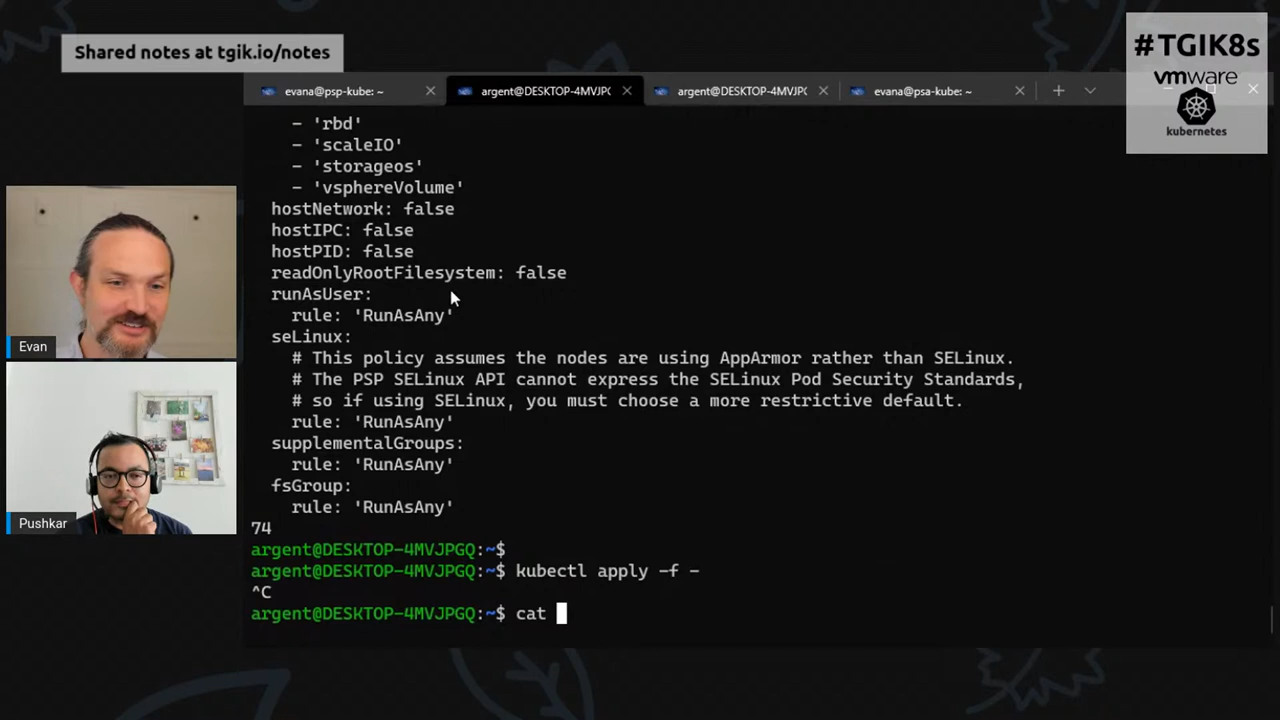 Shared notes at tgik.io/notes
#TGIK8s
vmware
kubernetes
evana@psp-kube: ~
argent@DESKTOP-4MVJP(
argent@DESKTOP-4MVJP(
evana@psa-kube: ~
- 'rbd'
- 'scaleIO'
- 'storageos'
- 'vsphereVolume'
hostNetwork: false
hostIPC: false
hostPID: false
readOnlyRootFilesystem: false
runAsUser:
rule: 'RunAsAny'
seLinux:
# This policy assumes the nodes are using AppArmor rather than SELinux.
# The PSP SELinux API cannot express the SELinux Pod Security Standards,
# so if using SELinux, you must choose a more restrictive default.
rule: 'RunAsAny'
supplementalGroups:
rule: 'RunAsAny'
fsGroup:
rule: 'RunAsAny'
74
argent@DESKTOP-4MVJPGQ:~$
argent@DESKTOP-4MVJPGQ:~$ kubectl apply -f -
^C
argent@DESKTOP-4MVJPGQ:~$ cat
Evan
Pushkar